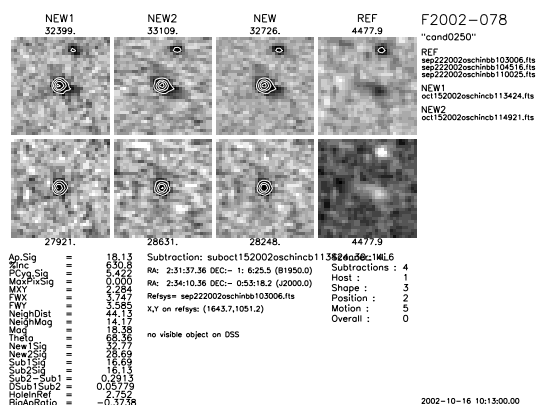 NEW1 NEW2 NEW REF F2002-078
32399. 33109. 32726. 4477.9
"cand0250"
REF
sep222002oschinbb103006.fts
sep222002oschinbb104516.fts
sep222002oschinbb110025.fts
NEW1
oct152002oschincb113424.fts
NEW2
oct152002oschincb114921.fts
27921. 28631. 28248. 4477.9
Ap.Sig = 18.13
%Inc = 630.8
PCyg.Sig = 5.422
MaxPixSig = 0.000
MXY = 2.284
FWX = 3.747
FWY = 3.585
NeighDist = 44.13
NeighMag = 14.17
Mag = 18.38
Theta = 68.36
New1Sig = 32.77
New2Sig = 28.69
Sub1Sig = 16.69
Sub2Sig = 16.13
Sub2-Sub1 = 0.2913
DSub1Sub2 = 0.05779
HoleInRef = 2.752
BigApRatio = -0.3738
Subtraction: suboct152002oschincb113424
RA: 2:31:37.36 DEC:- 1: 6:25.5 (B1950.0)
RA: 2:34:10.36 DEC:- 0:53:18.2 (J2000.0)
Refsys= sep222002oschinbb103006.fts
X,Y on refsys: (1643.7,1051.2)
no visible object on DSS
Subtractions : 4
Host : 1
Shape : 3
Position : 2
Motion : 5
Overall : 0
2002-10-16 10:13:00.00